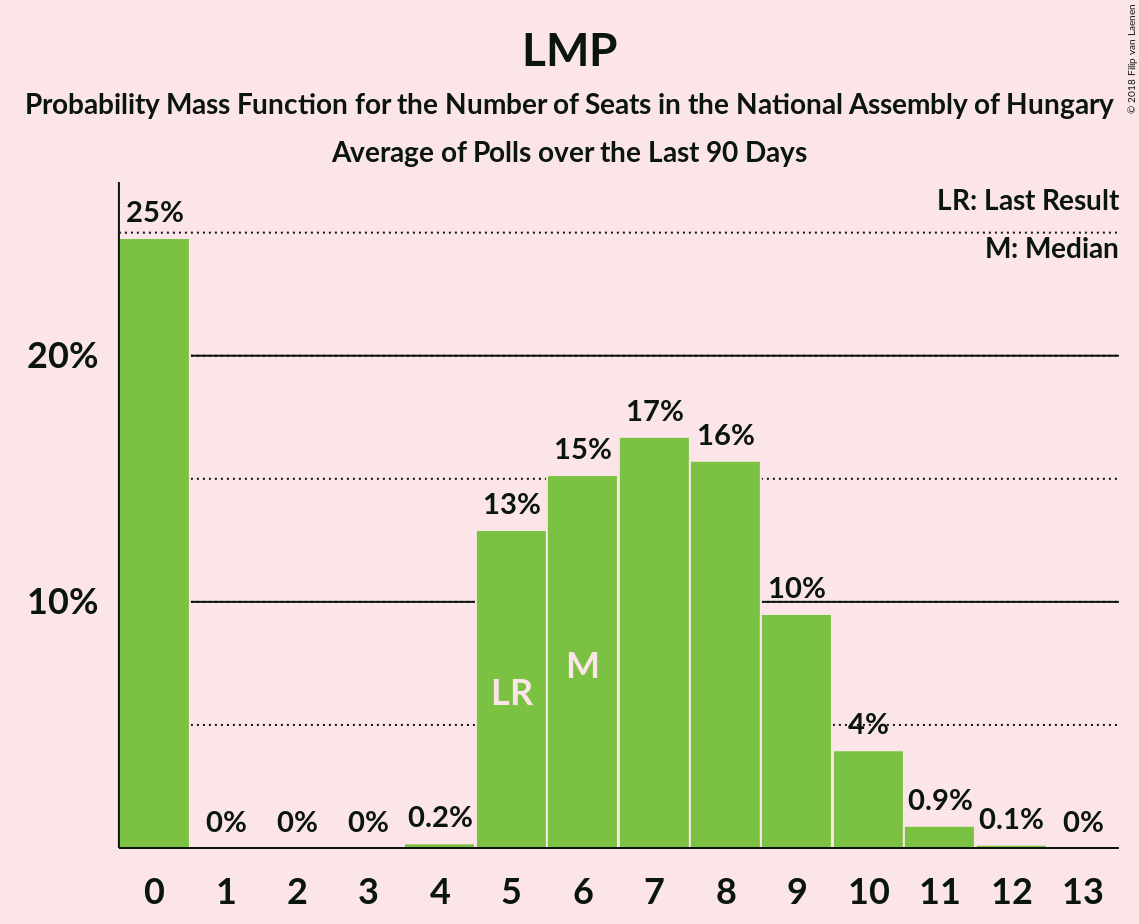 LMP
Probability Mass Function for the Number of Seats in the National Assembly of Hungary
Average of Polls over the Last 90 Days
© 2018 Filip van Laenen
LR: Last Result
M: Median
25%
20%
17%
16%
15%
13%
10%
10%
M
LR
4%
0.9%
0.2%
0.1%
0%
0%
0%
0%
0 1 2 3 4 5 6 7 8 9 10 11 12 13